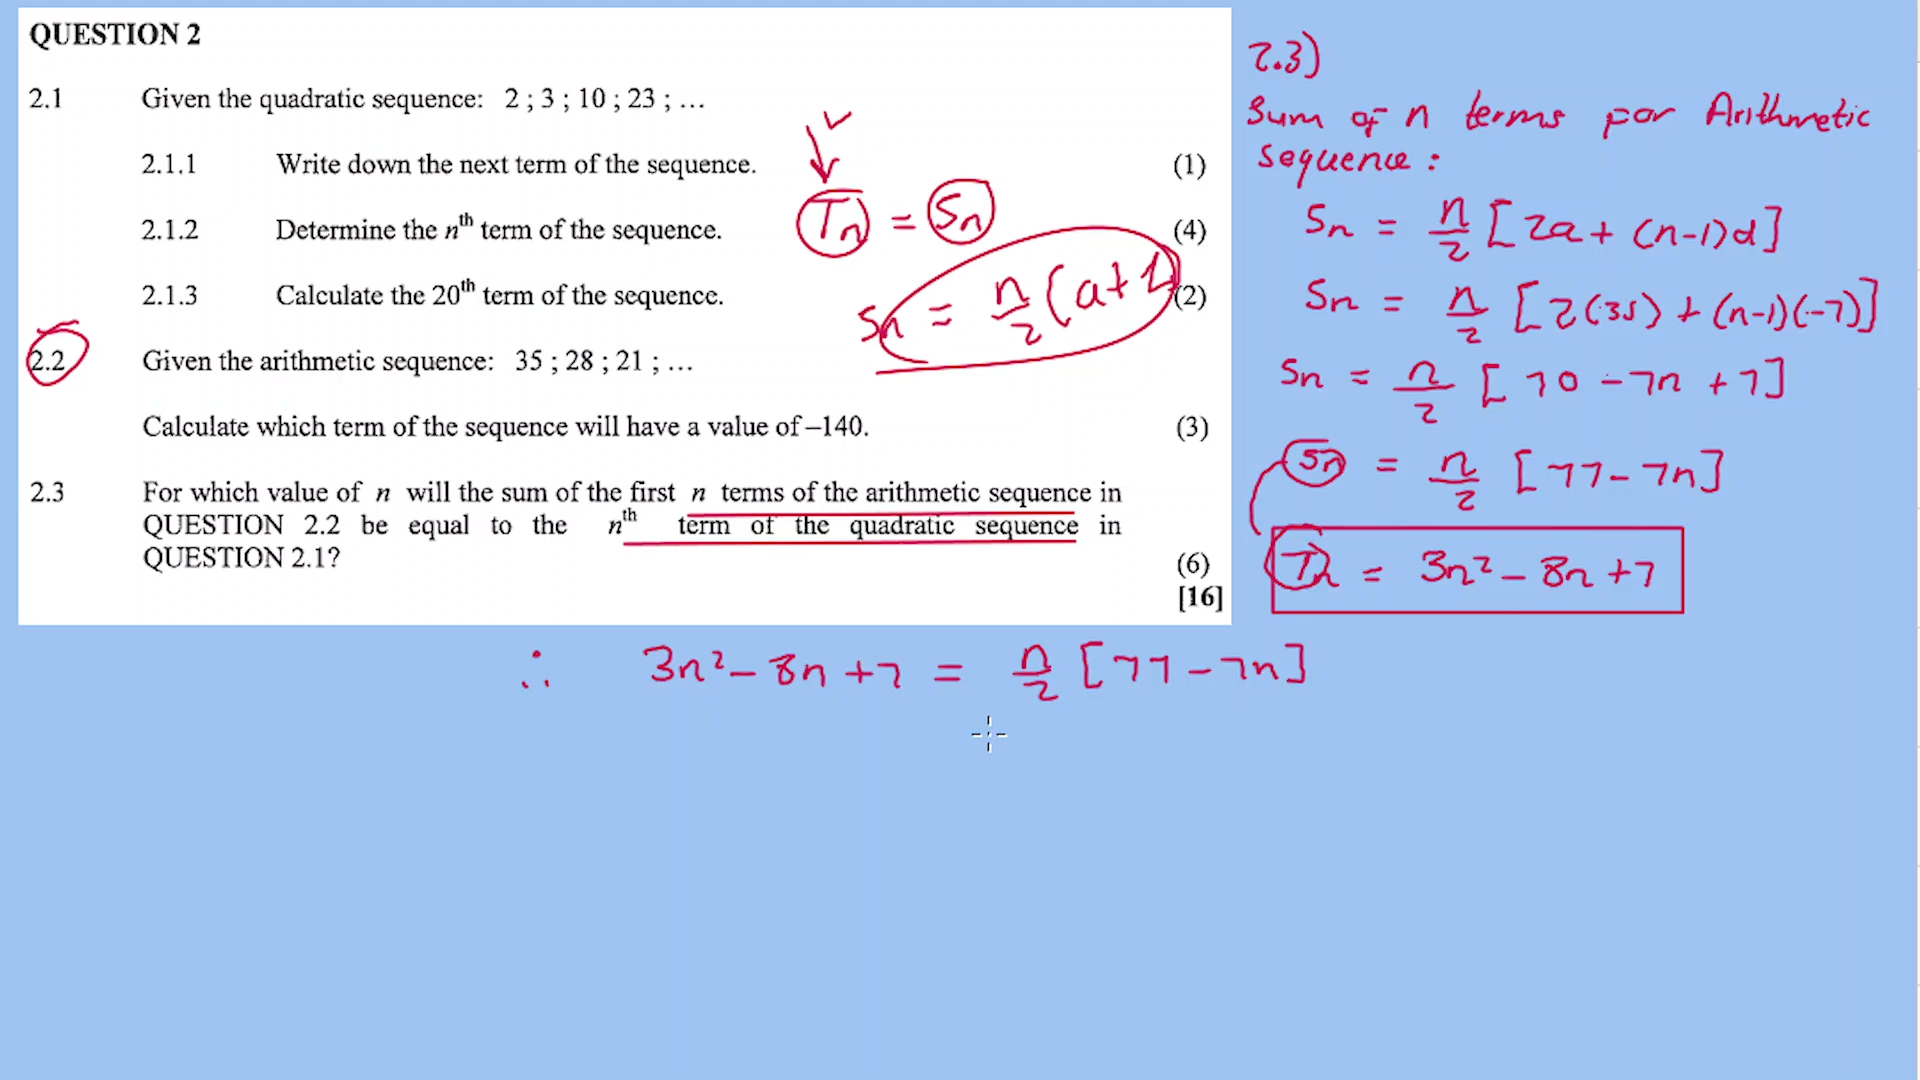 QUESTION 2
2.1 Given the quadratic sequence: 2 ; 3 ; 10 ; 23 ; …
2.1.1 Write down the next term of the sequence. (1)
2.1.2 Determine the nth term of the sequence. (4)
2.1.3 Calculate the 20th term of the sequence. (2)
2.2 Given the arithmetic sequence: 35 ; 28 ; 21 ; …
Calculate which term of the sequence will have a value of –140. (3)
2.3 For which value of n will the sum of the first n terms of the arithmetic sequence in
QUESTION 2.2 be equal to the nth term of the quadratic sequence in
QUESTION 2.1? (6)
[16]
Tn = Sn
Sn = n/2 (a+L
2.3)
Sum of n terms for Arithmetic
sequence:
Sn = n/2 [2a + (n-1)d]
Sn = n/2 [2(35) + (n-1)(-7)]
Sn = n/2 [70 - 7n + 7]
Sn = n/2 [77 - 7n]
Tn = 3n² - 8n + 7
∴ 3n² - 8n + 7 = n/2 [77 - 7n]